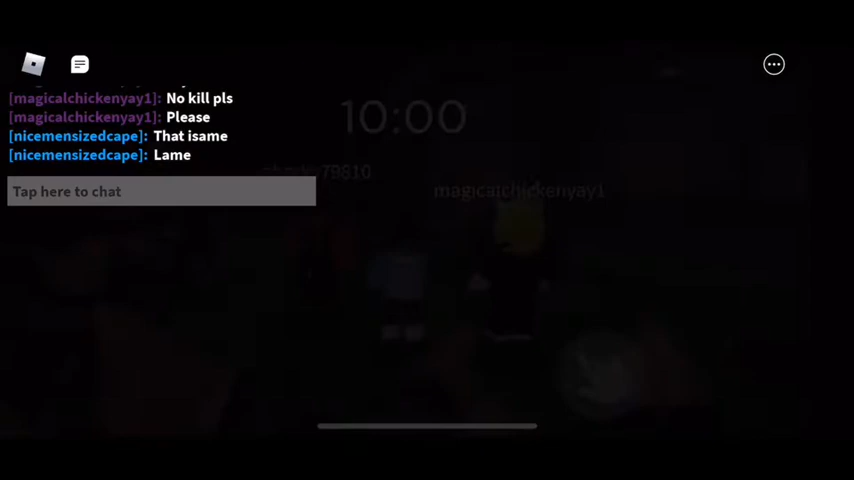 [magicalchickenyay1]: No kill pls
[magicalchickenyay1]: Please
[nicemensizedcape]: That isame
[nicemensizedcape]: Lame
Tap here to chat
10:00
magicalchickenyay1